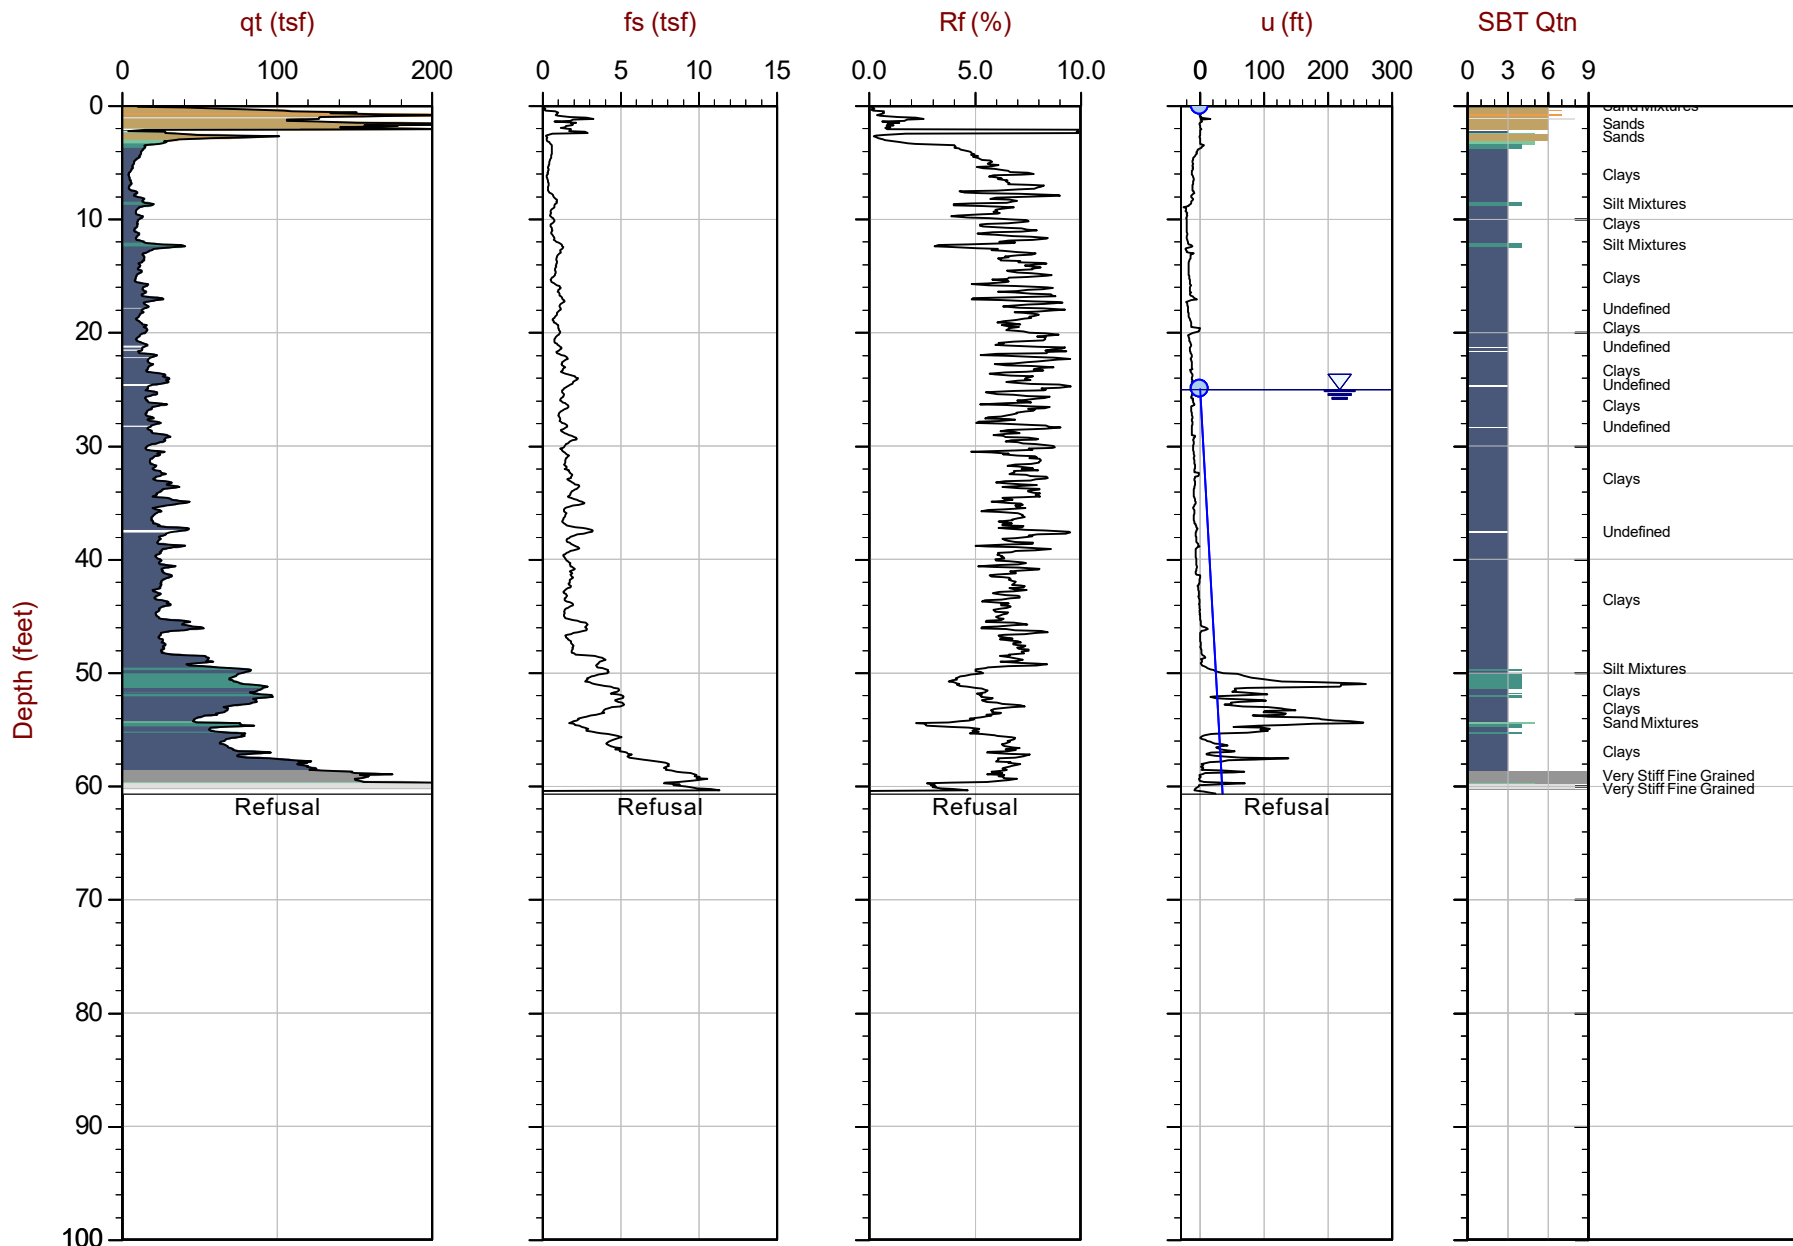 qt (tsf) fs (tsf) Rf (%) u (ft) SBT Qtn
0 100 200 0 5 10 15 0.0 5.0 10.0 0 100 200 300 0 3 6 9
0
Sand Mixtures
Sands
Sands
Clays
Silt Mixtures
10
Clays
Silt Mixtures
Clays
Undefined
20
Clays
Undefined
Clays
Undefined
Clays
Undefined
30
Clays
Undefined
40
Clays
Silt Mixtures
50
Clays
Clays
Sand Mixtures
Clays
Very Stiff Fine Grained
60
Very Stiff Fine Grained
Refusal Refusal Refusal Refusal
Depth (feet)
70
80
90
100